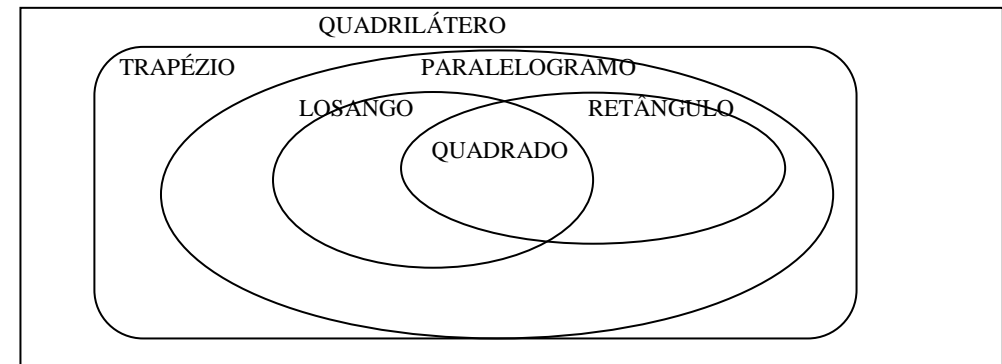 QUADRILÁTERO
TRAPÉZIO PARALELOGRAMO
LOSANGO RETÂNGULO
QUADRADO